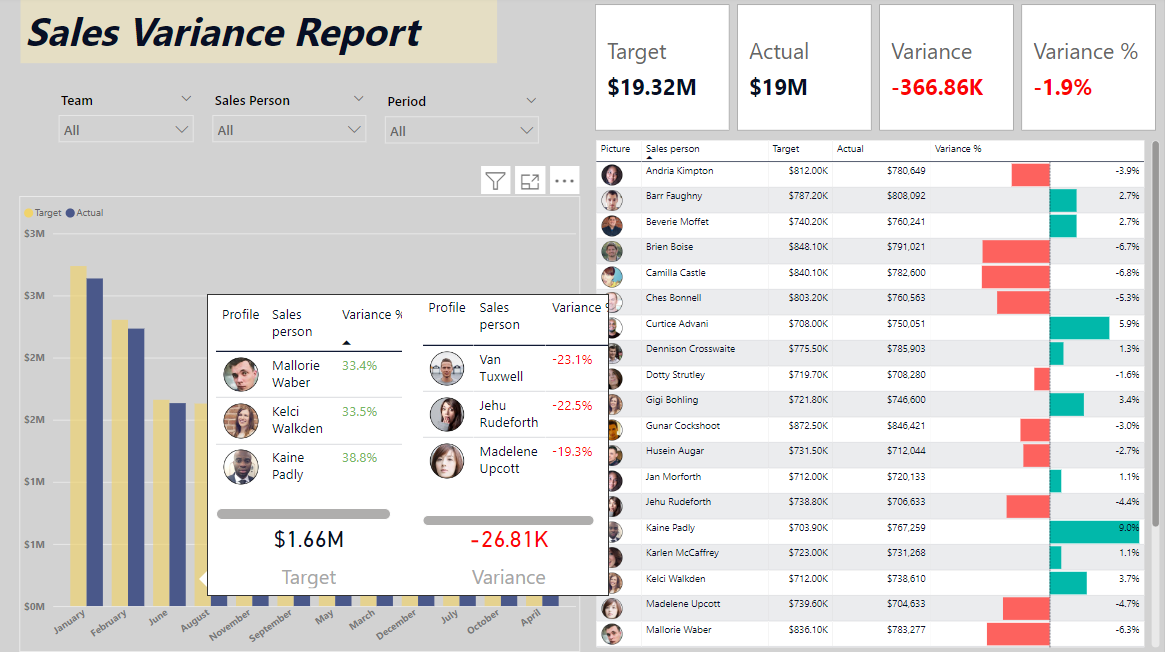 Sales Variance Report
Team
Sales Person
Period
All
All
All
Target
$19.32M
Actual
$19M
Variance
-366.86K
Variance %
-1.9%
Target Actual
$3M
$3M
$2M
$2M
$1M
$1M
$0M
January
February
June
August
November
September
May
March
December
July
October
April
Profile Sales person Variance %
Mallorie Waber 33.4%
Kelci Walkden 33.5%
Kaine Padly 38.8%
$1.66M
Target
Profile Sales person Variance %
Van Tuxwell -23.1%
Jehu Rudeforth -22.5%
Madelene Upcott -19.3%
-26.81K
Variance
Picture Sales person Target Actual Variance %
Andria Kimpton $812.00K $780,649 -3.9%
Barr Faughny $787.20K $808,092 2.7%
Beverie Moffet $740.20K $760,241 2.7%
Brien Boise $848.10K $791,021 -6.7%
Camilla Castle $840.10K $782,600 -6.8%
Ches Bonnell $803.20K $760,563 -5.3%
Curtice Advani $708.00K $750,051 5.9%
Dennison Crosswaite $775.50K $785,903 1.3%
Dotty Strutley $719.70K $708,280 -1.6%
Gigi Bohling $721.80K $746,600 3.4%
Gunar Cockshoot $872.50K $846,421 -3.0%
Husein Augar $731.50K $712,044 -2.7%
Jan Morforth $712.00K $720,133 1.1%
Jehu Rudeforth $738.80K $706,633 -4.4%
Kaine Padly $703.90K $767,259 9.0%
Karlen McCaffrey $723.00K $731,268 1.1%
Kelci Walkden $712.00K $738,610 3.7%
Madelene Upcott $739.60K $704,633 -4.7%
Mallorie Waber $836.10K $783,277 -6.3%